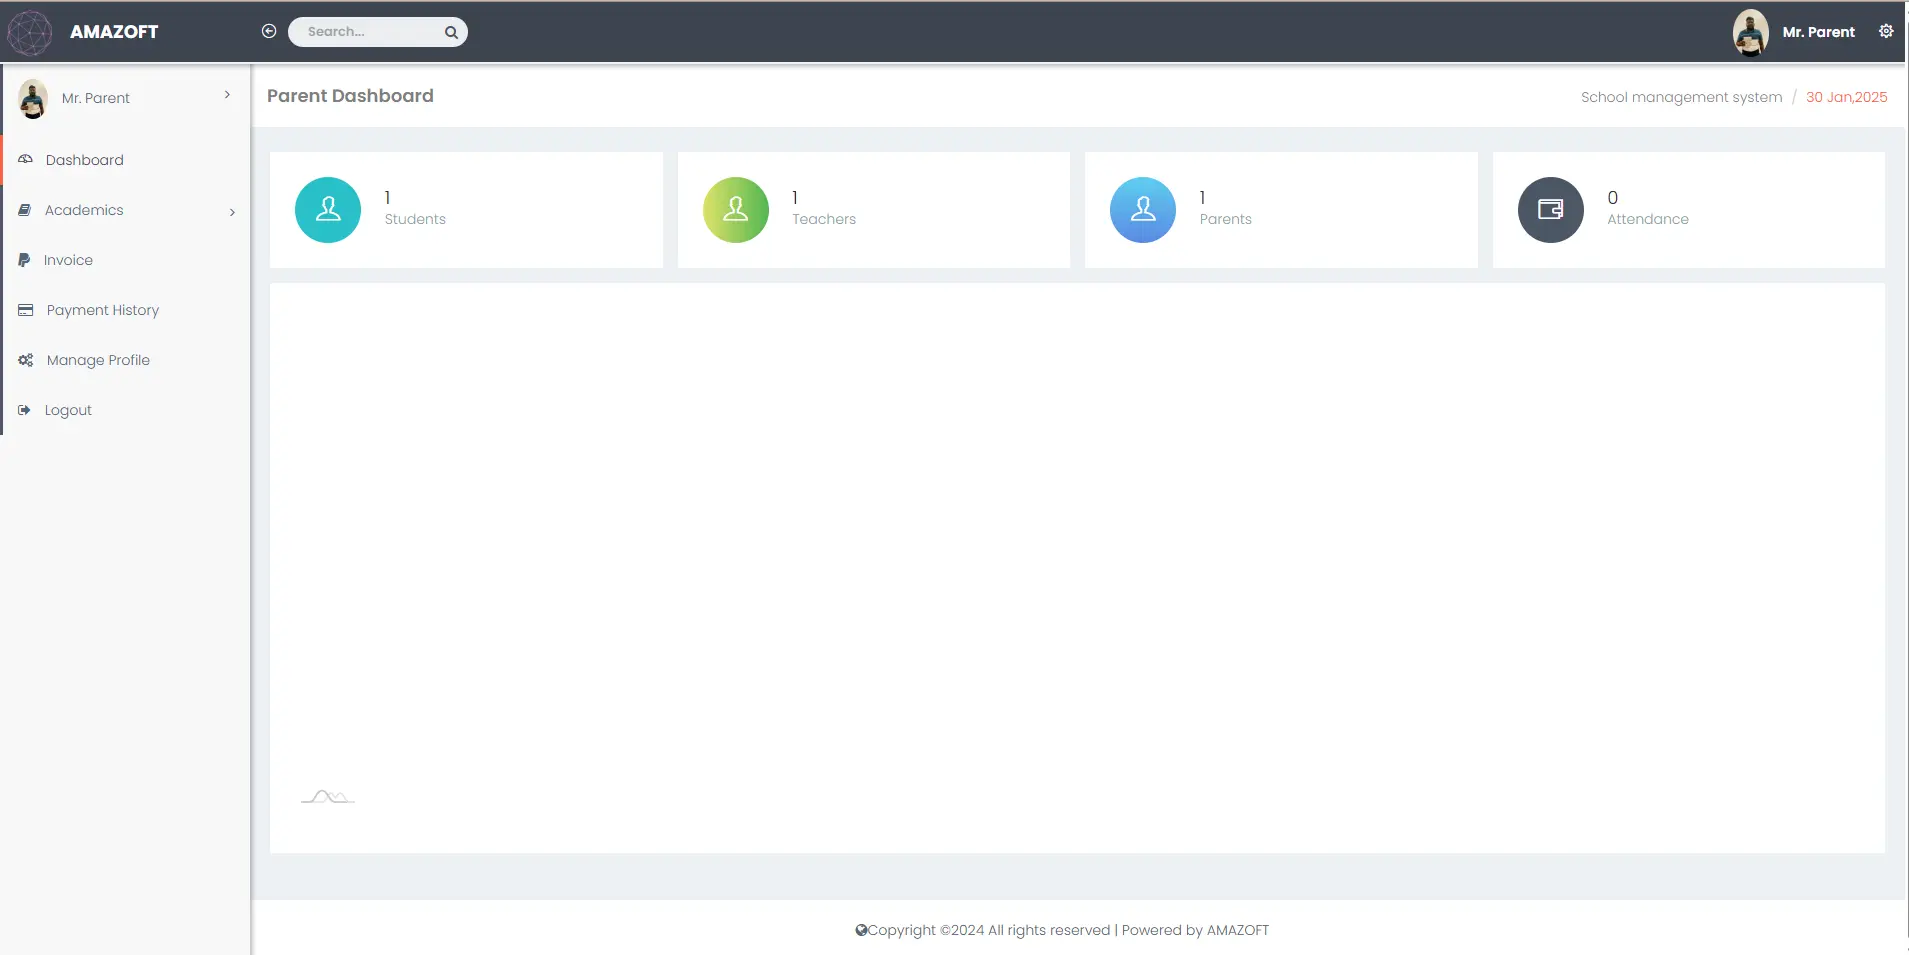 AMAZOFT
Search...
Mr. Parent
Mr. Parent
Parent Dashboard
School management system / 30 Jan,2025
Dashboard
Academics
Invoice
Payment History
Manage Profile
Logout
1
Students
1
Teachers
1
Parents
0
Attendance
Copyright ©2024 All rights reserved | Powered by AMAZOFT